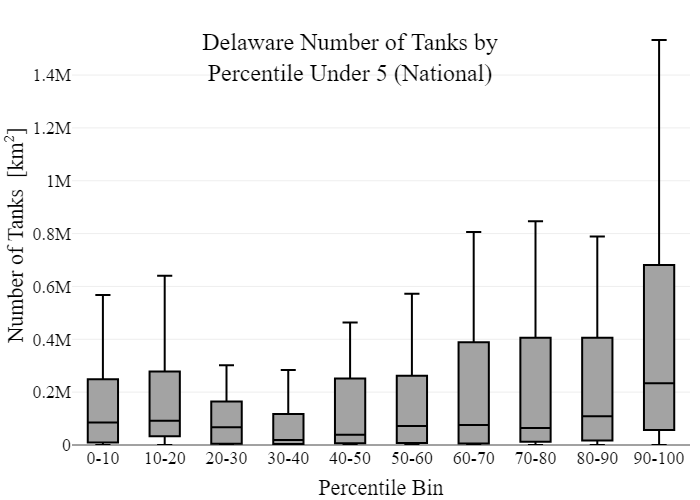 Delaware Number of Tanks by
Percentile Under 5 (National)
Number of Tanks [km²]
1.4M
1.2M
1M
0.8M
0.6M
0.4M
0.2M
0
0-10 10-20 20-30 30-40 40-50 50-60 60-70 70-80 80-90 90-100
Percentile Bin